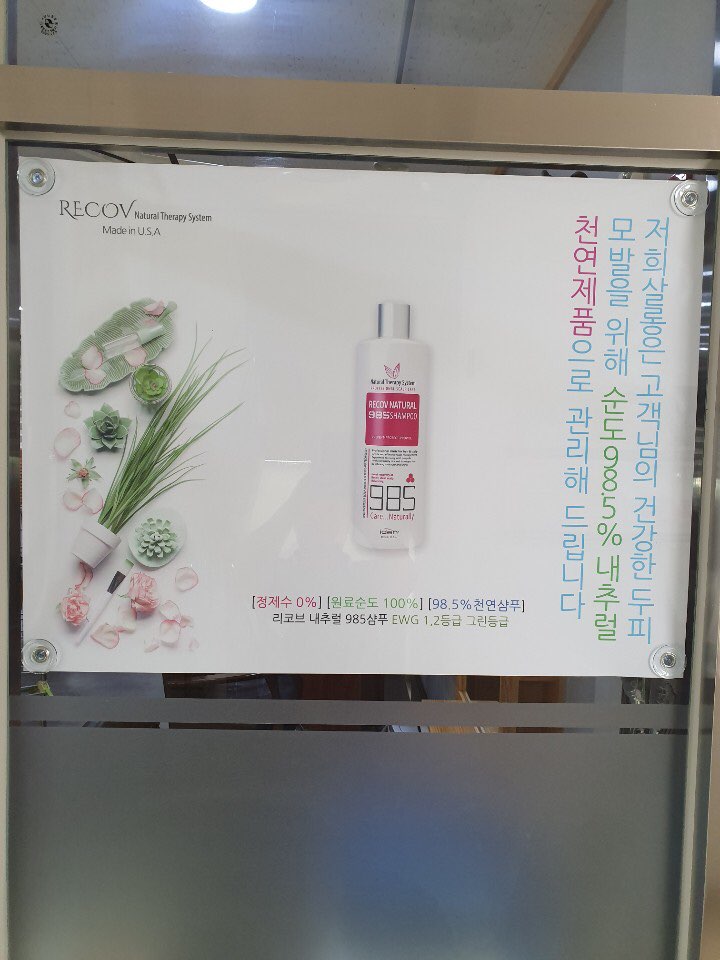 RECOV Natural Therapy System
Made in U.S.A
저희살롱은 고객님의 건강한 두피
모발을 위해 순도98.5% 내추럴
천연제품으로 관리해 드립니다
Natural Therapy System
RECOV NATURAL
985SHAMPOO
985
Care...Naturally
[정제수 0%] [원료순도 100%] [98.5%천연샴푸]
리코브 내추럴 985샴푸 EWG 1,2등급 그린등급